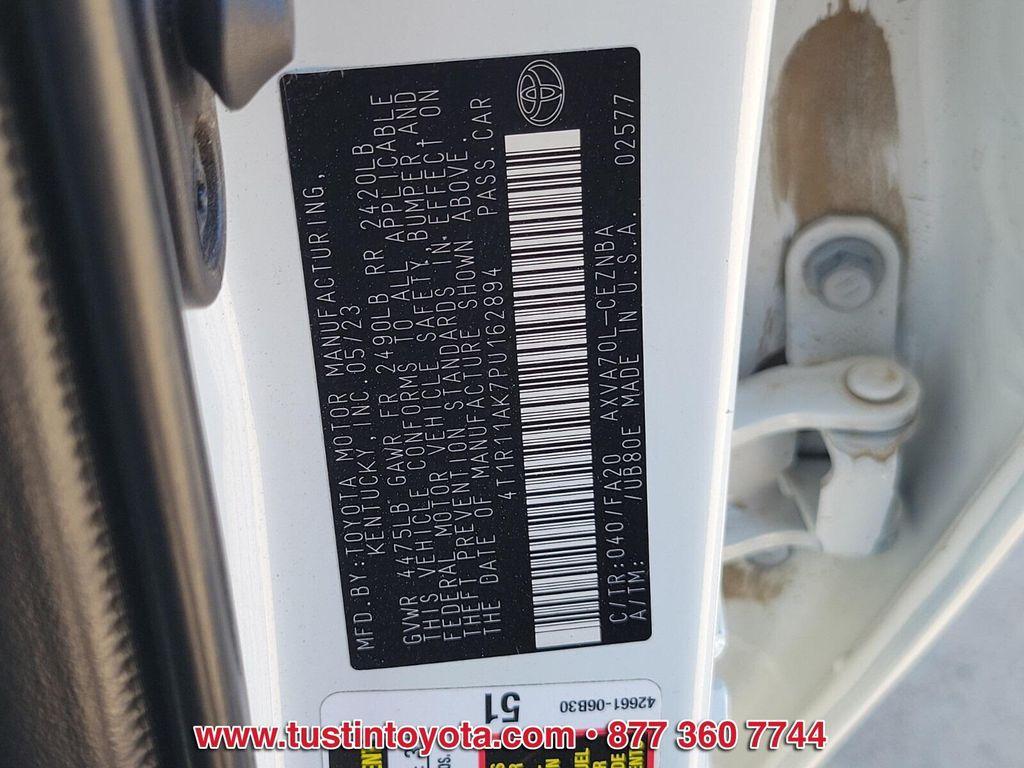 MFD.BY:TOYOTA MOTOR MANUFACTURING,
KENTUCKY, INC. 05/23
GVWR 4475LB GAWR FR 2490LB RR 2420LB
THIS VEHICLE CONFORMS TO ALL APPLICABLE
FEDERAL MOTOR VEHICLE SAFETY, BUMPER AND
THEFT PREVENTION STANDARDS IN EFFECT ON
THE DATE OF MANUFACTURE SHOWN ABOVE.
4T1R11AK7PU162894 PASS.CAR
C/TR:040/FA20 AXVA70L-CEZNBA 02577
A/TM: /UB80E MADE IN U.S.A.
51
42661-06B30
www.tustintoyota.com • 877 360 7744